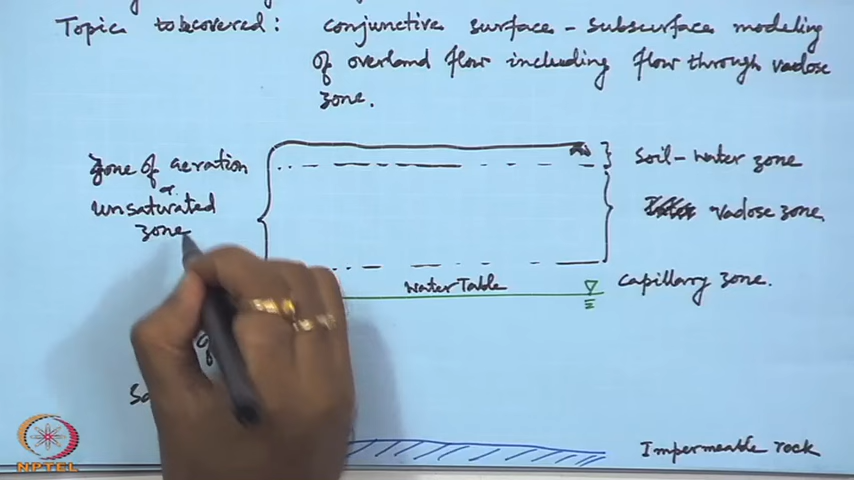 Topic to be covered : conjunctive surface - subsurface modeling
of overland flow including flow through vadose
zone.
zone of aeration
or
unsaturated
zone
soil-water zone
vadose zone.
Water Table
capillary zone.
Impermeable rock
NPTEL